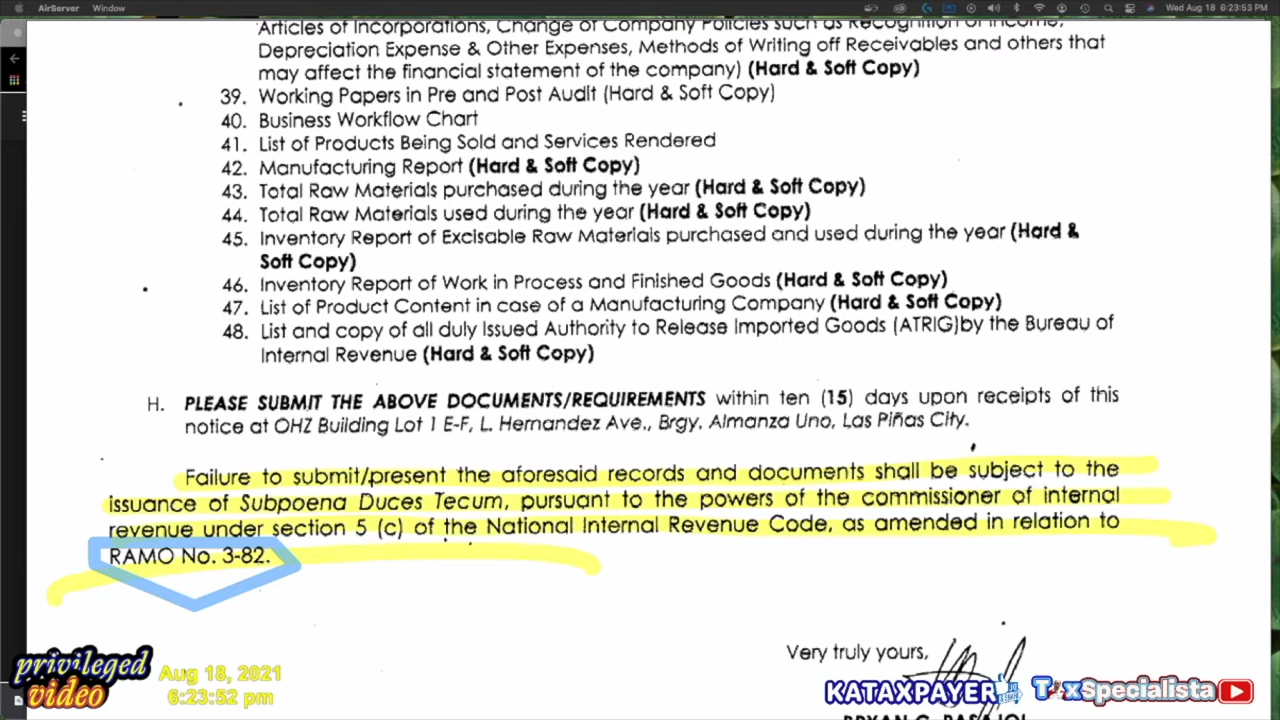 AirServer Window Wed Aug 18 6:23:53 PM
Articles of Incorporations, Change of Company Policies such as Recognition of Income,
Depreciation Expense & Other Expenses, Methods of Writing off Receivables and others that
may affect the financial statement of the company) (Hard & Soft Copy)
39. Working Papers in Pre and Post Audit (Hard & Soft Copy)
40. Business Workflow Chart
41. List of Products Being Sold and Services Rendered
42. Manufacturing Report (Hard & Soft Copy)
43. Total Raw Materials purchased during the year (Hard & Soft Copy)
44. Total Raw Materials used during the year (Hard & Soft Copy)
45. Inventory Report of Excisable Raw Materials purchased and used during the year (Hard &
Soft Copy)
46. Inventory Report of Work in Process and Finished Goods (Hard & Soft Copy)
47. List of Product Content in case of a Manufacturing Company (Hard & Soft Copy)
48. List and copy of all duly Issued Authority to Release Imported Goods (ATRIG)by the Bureau of
Internal Revenue (Hard & Soft Copy)
H. PLEASE SUBMIT THE ABOVE DOCUMENTS/REQUIREMENTS within ten (15) days upon receipts of this
notice at OHZ Building Lot 1 E-F, L. Hernandez Ave., Brgy. Almanza Uno, Las Piñas City.
Failure to submit/present the aforesaid records and documents shall be subject to the
issuance of Subpoena Duces Tecum, pursuant to the powers of the commissioner of internal
revenue under section 5 (c) of the National Internal Revenue Code, as amended in relation to
RAMO No. 3-82.
Very truly yours,
privileged
video
Aug 18, 2021
6:23:52 pm
KATAXPAYER TaxSpecialista